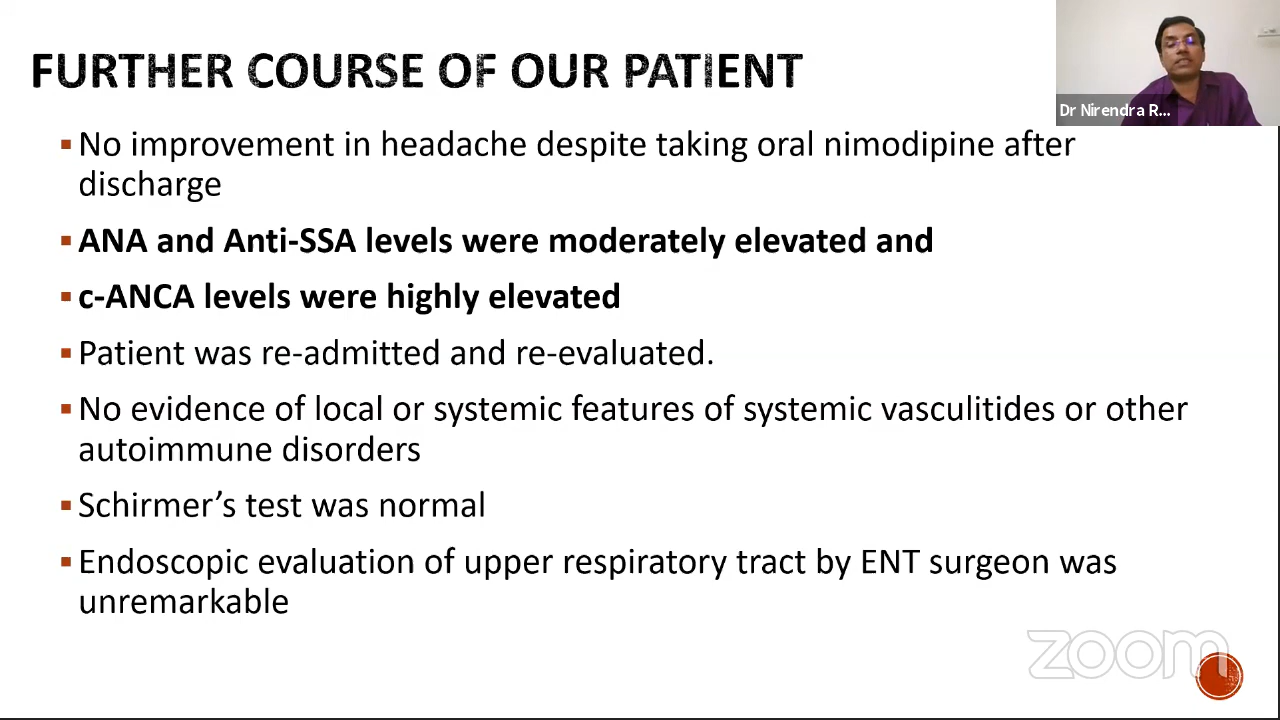 FURTHER COURSE OF OUR PATIENT
Dr Nirendra R...
▪ No improvement in headache despite taking oral nimodipine after
discharge
▪ ANA and Anti-SSA levels were moderately elevated and
▪ c-ANCA levels were highly elevated
▪ Patient was re-admitted and re-evaluated.
▪ No evidence of local or systemic features of systemic vasculitides or other
autoimmune disorders
▪ Schirmer’s test was normal
▪ Endoscopic evaluation of upper respiratory tract by ENT surgeon was
unremarkable
zoom